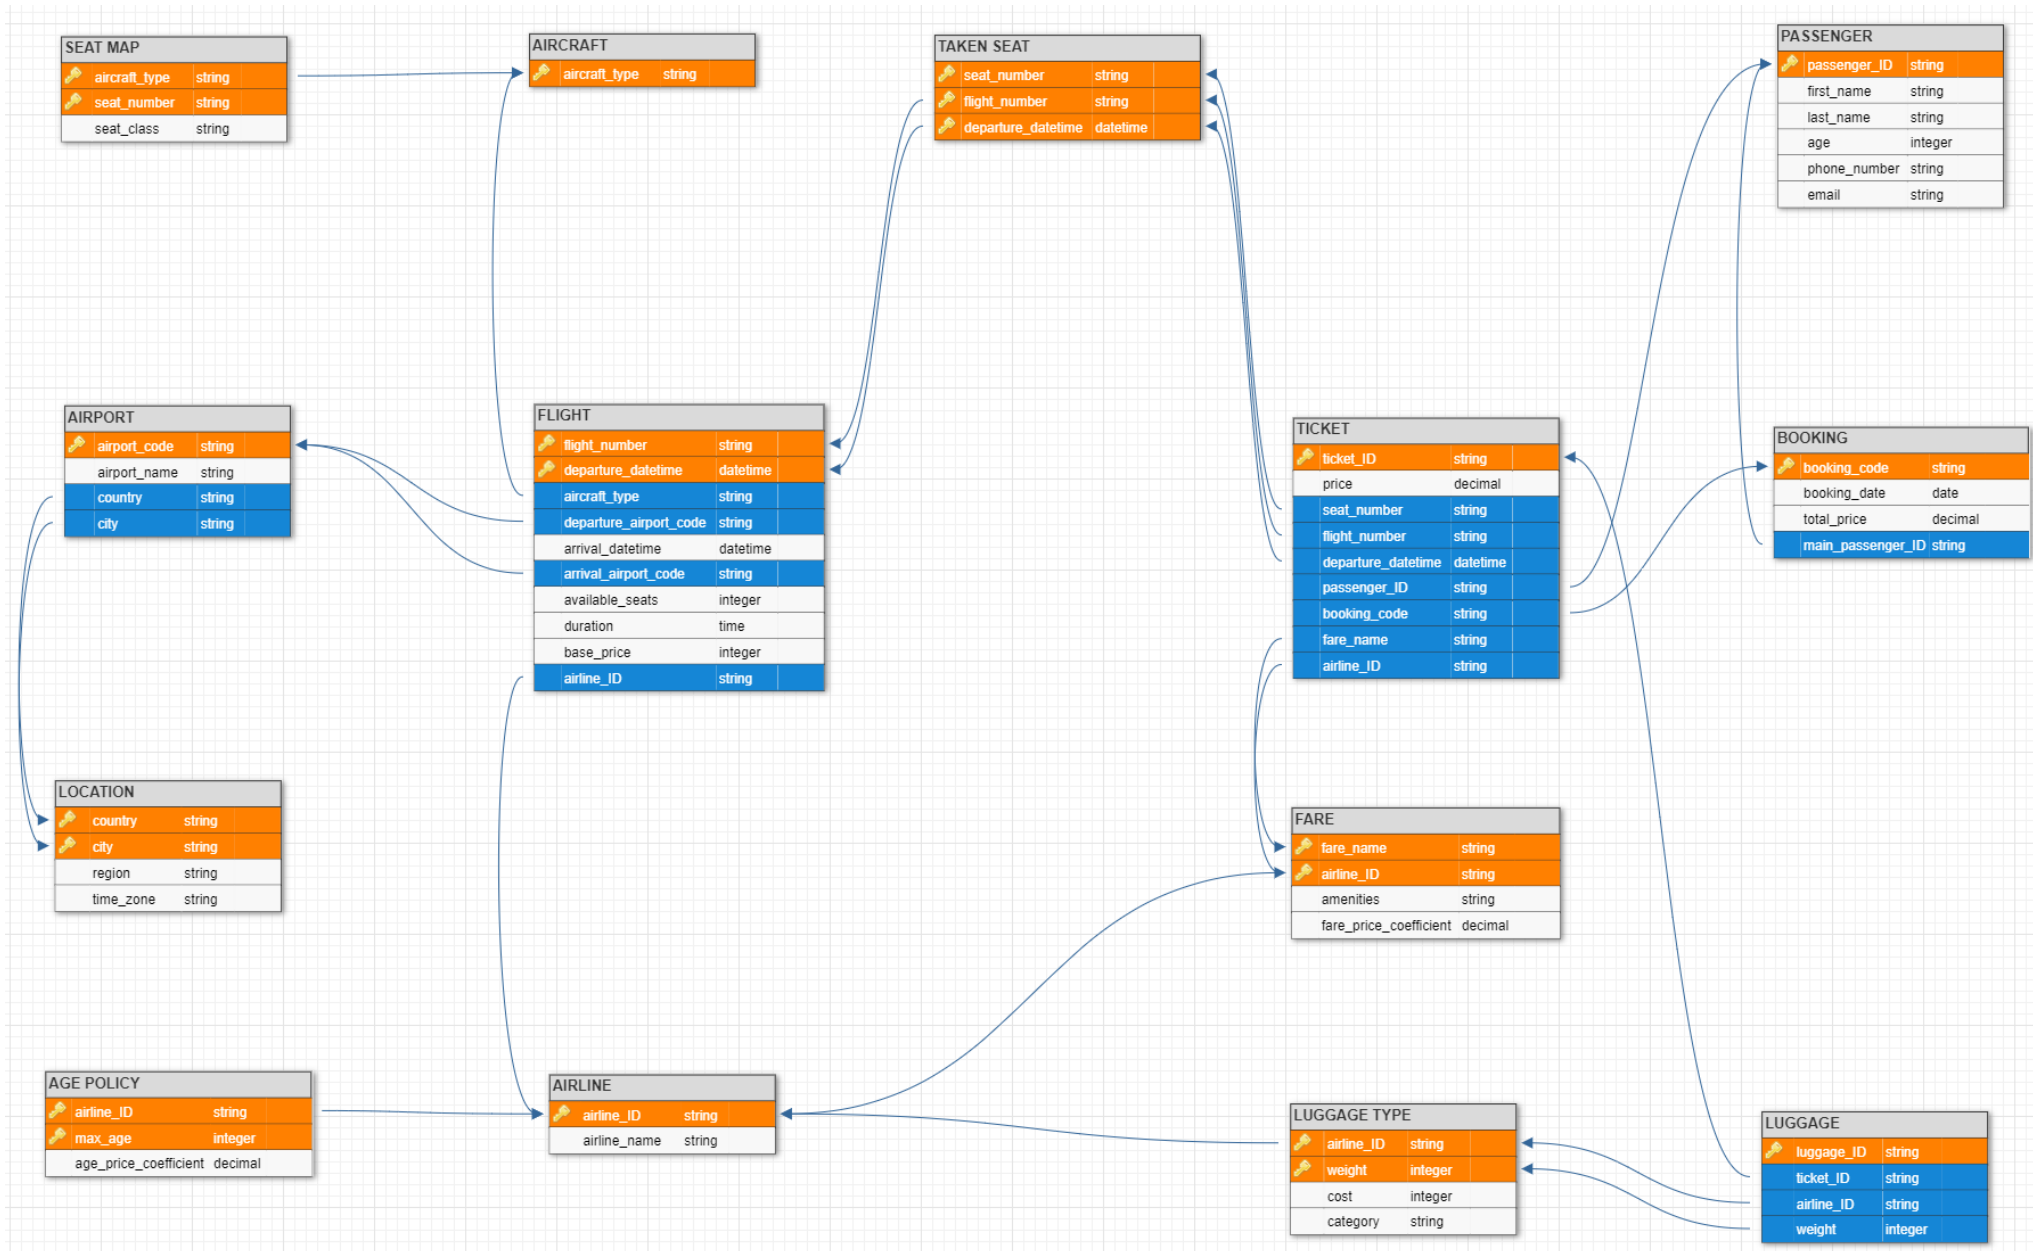 SEAT MAP
aircraft_type string
seat_number string
seat_class string
AIRCRAFT
aircraft_type string
TAKEN SEAT
seat_number string
flight_number string
departure_datetime datetime
PASSENGER
passenger_ID string
first_name string
last_name string
age integer
phone_number string
email string
AIRPORT
airport_code string
airport_name string
country string
city string
FLIGHT
flight_number string
departure_datetime datetime
aircraft_type string
departure_airport_code string
arrival_datetime datetime
arrival_airport_code string
available_seats integer
duration time
base_price integer
airline_ID string
TICKET
ticket_ID string
price decimal
seat_number string
flight_number string
departure_datetime datetime
passenger_ID string
booking_code string
fare_name string
airline_ID string
BOOKING
booking_code string
booking_date date
total_price decimal
main_passenger_ID string
LOCATION
country string
city string
region string
time_zone string
FARE
fare_name string
airline_ID string
amenities string
fare_price_coefficient decimal
AGE POLICY
airline_ID string
max_age integer
age_price_coefficient decimal
AIRLINE
airline_ID string
airline_name string
LUGGAGE TYPE
airline_ID string
weight integer
cost integer
category string
LUGGAGE
luggage_ID string
ticket_ID string
airline_ID string
weight integer